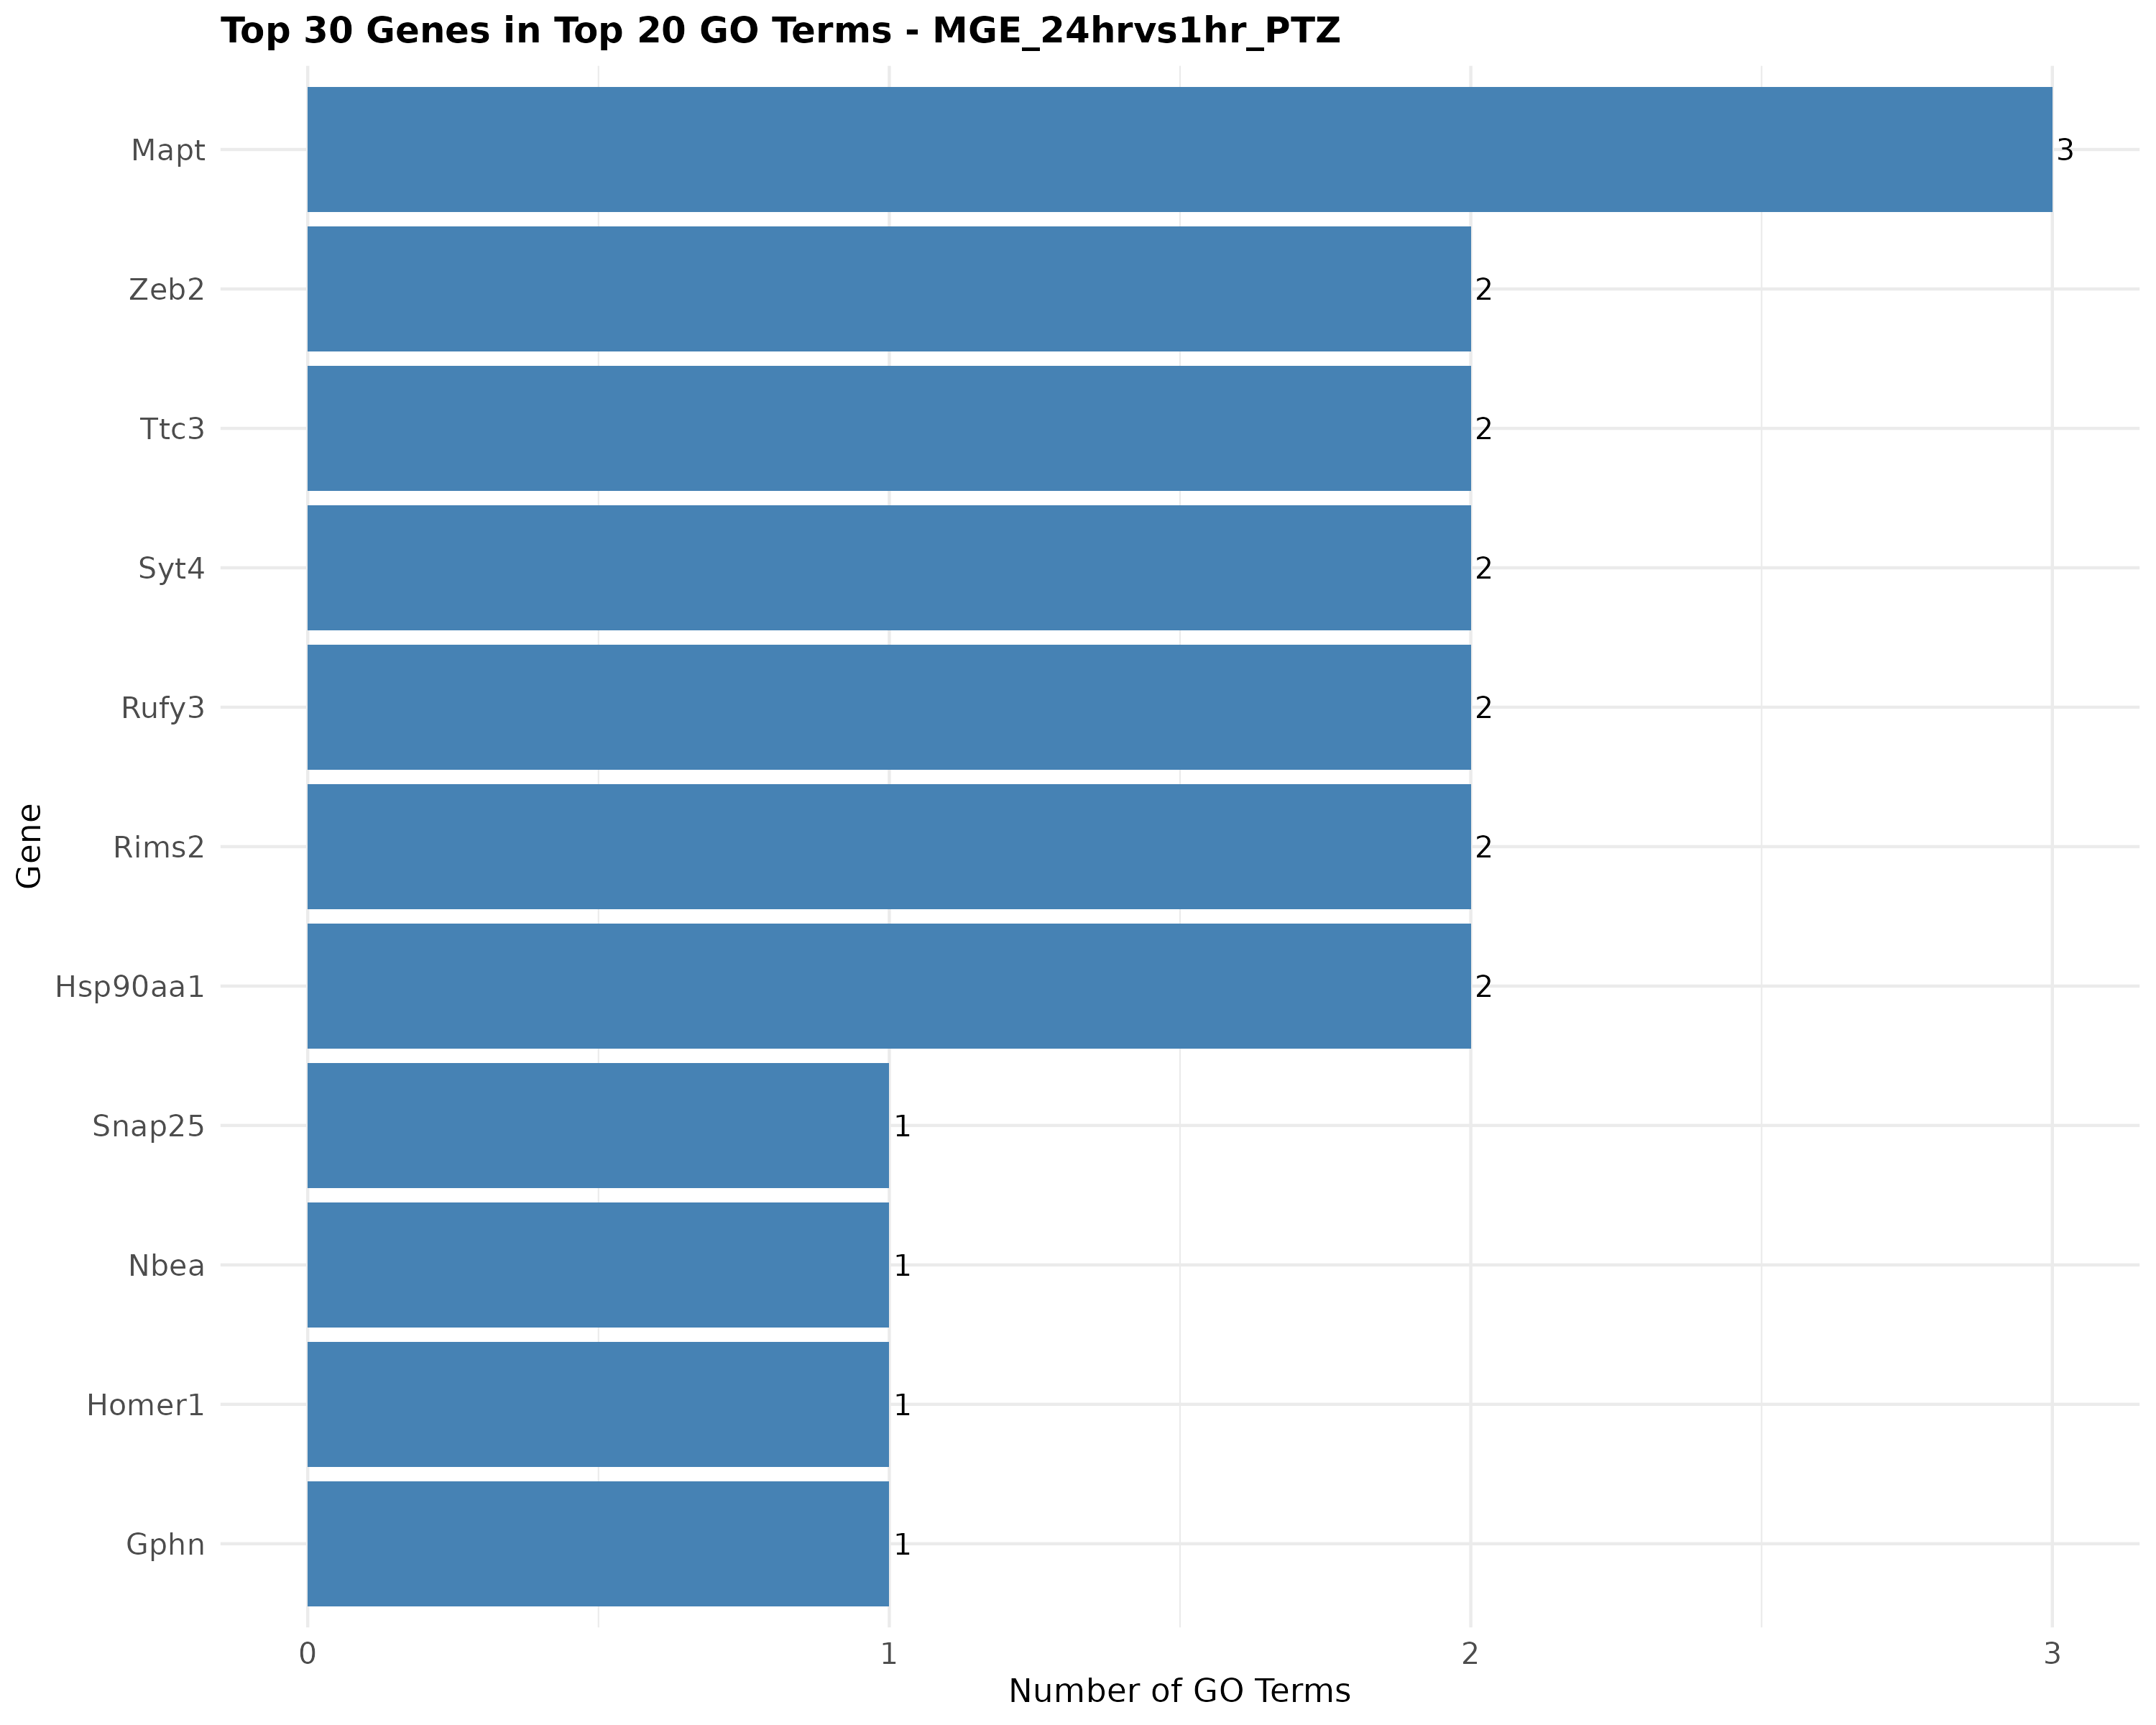 Top 30 Genes in Top 20 GO Terms - MGE_24hrvs1hr_PTZ
Gene
Mapt
3
Zeb2
2
Ttc3
2
Syt4
2
Rufy3
2
Rims2
2
Hsp90aa1
2
Snap25
1
Nbea
1
Homer1
1
Gphn
1
0 1 2 3
Number of GO Terms